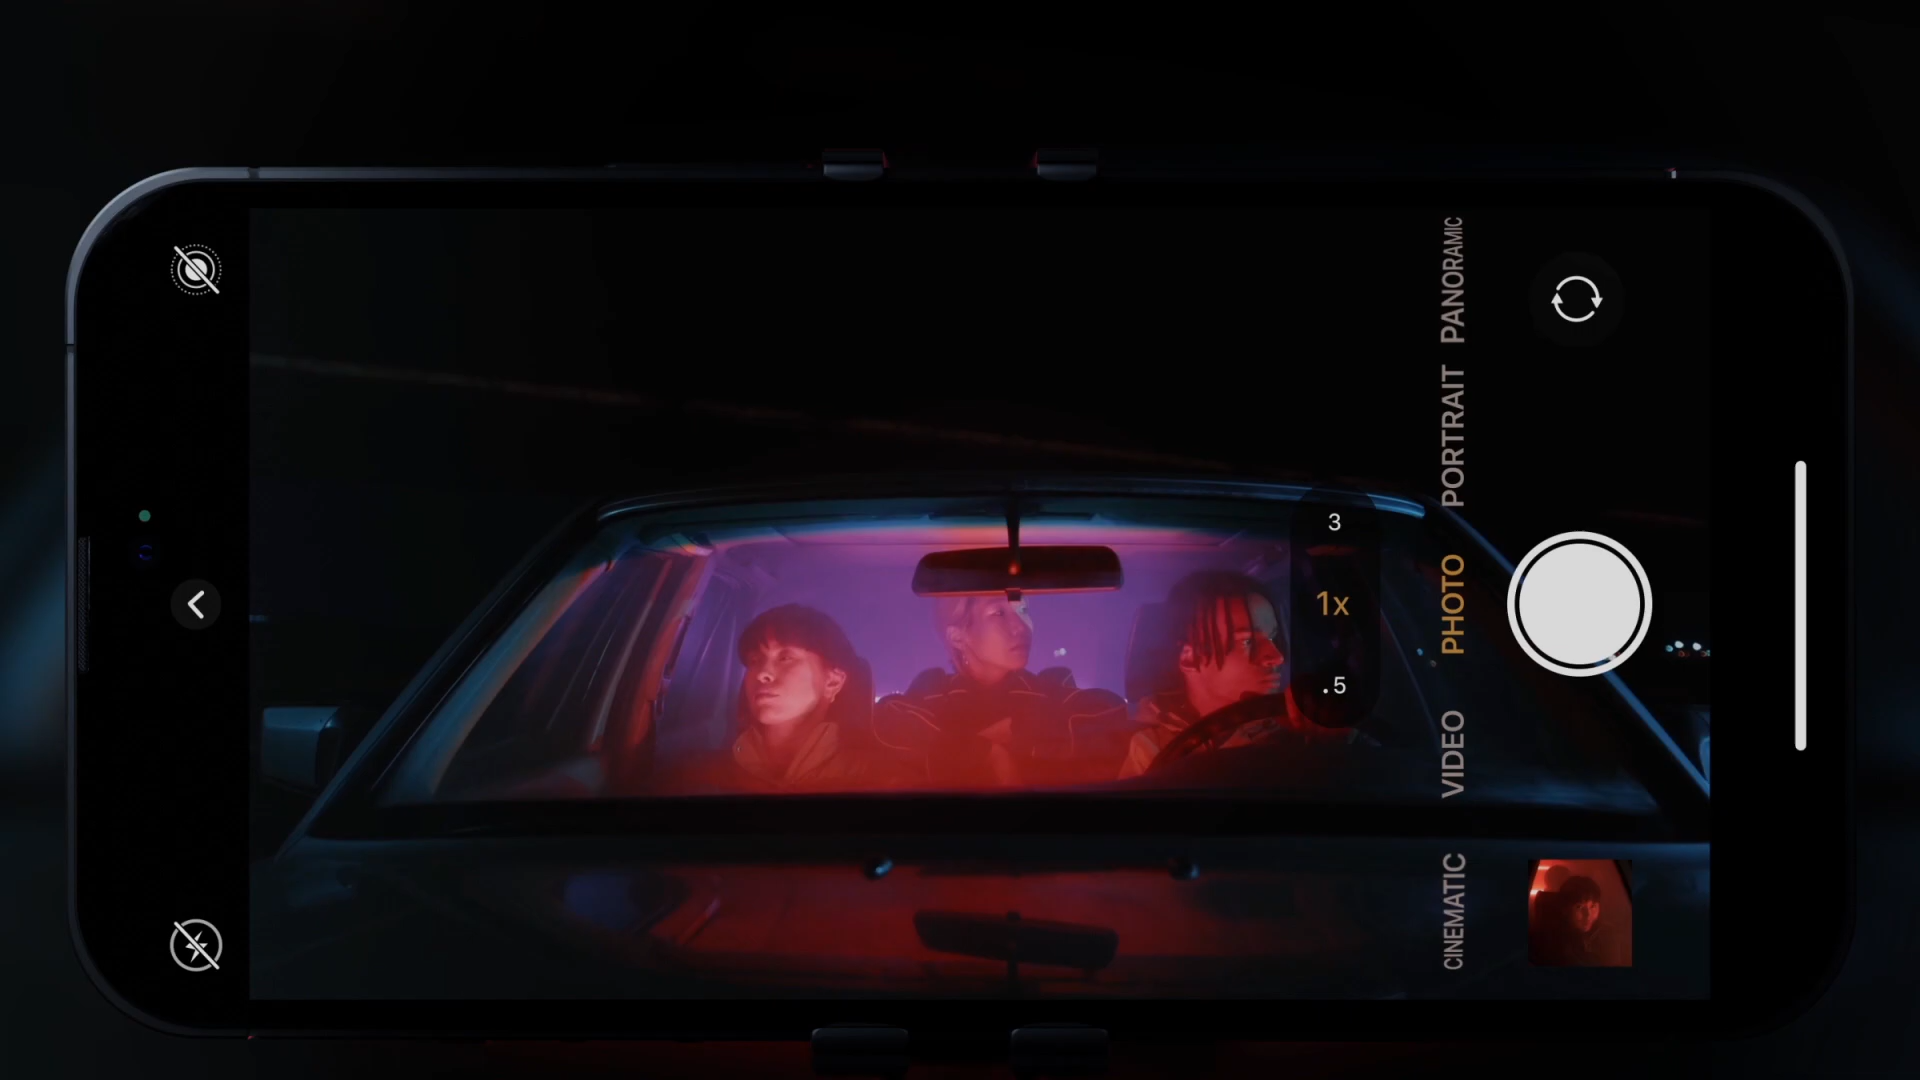 PANORAMIC
PORTRAIT
PHOTO
VIDEO
CINEMATIC
3
1x
.5